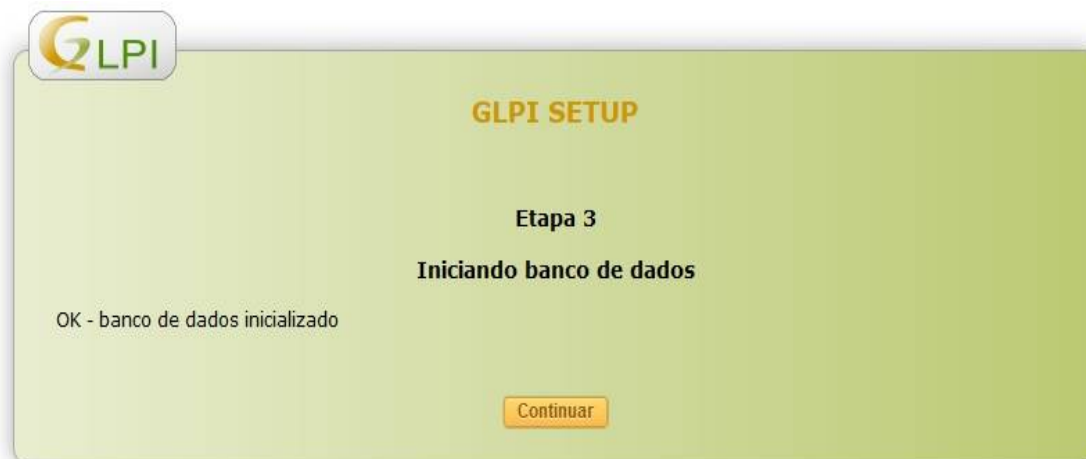 GLPI
GLPI SETUP
Etapa 3
Iniciando banco de dados
OK - banco de dados inicializado
Continuar